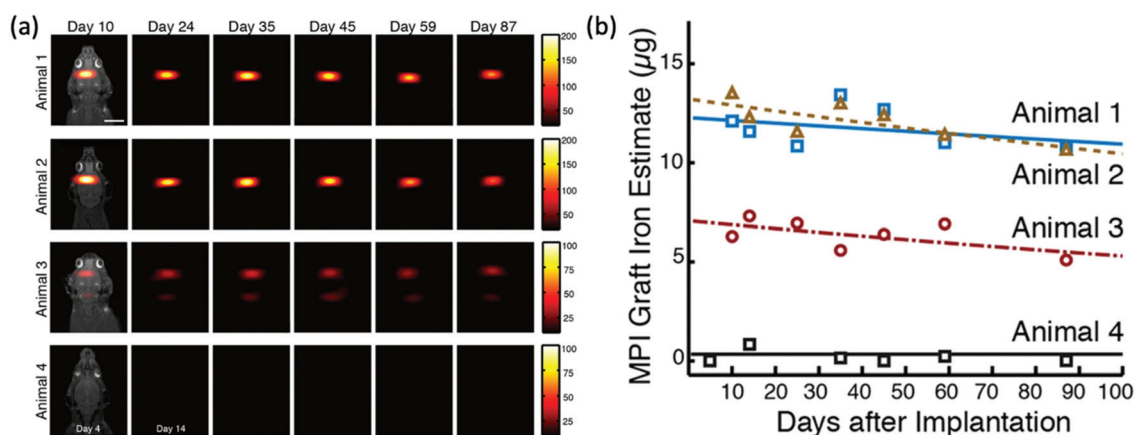 (a)
Day 10 Day 24 Day 35 Day 45 Day 59 Day 87
Animal 1
200
150
100
50
Animal 2
200
150
100
50
Animal 3
100
75
50
25
Animal 4
Day 4 Day 14
100
75
50
25
(b)
MPI Graft Iron Estimate (µg)
15
10
5
0
Animal 1
Animal 2
Animal 3
Animal 4
10 20 30 40 50 60 70 80 90 100
Days after Implantation